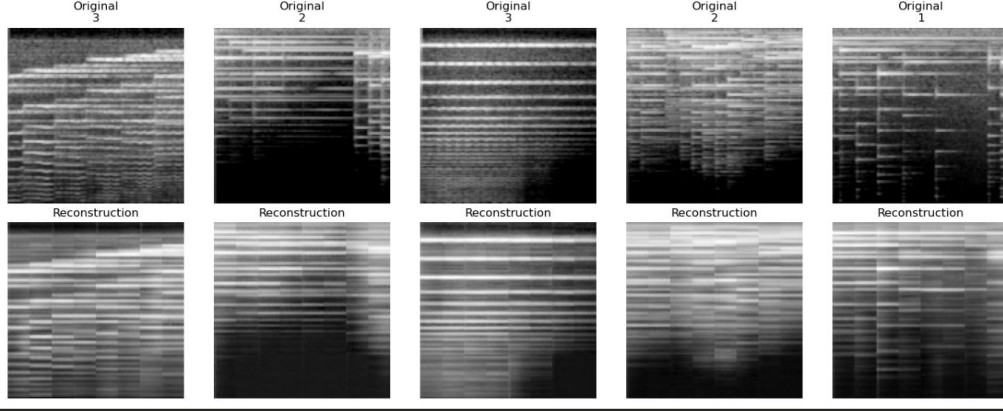 Original
3
Original
2
Original
3
Original
2
Original
1
Reconstruction
Reconstruction
Reconstruction
Reconstruction
Reconstruction